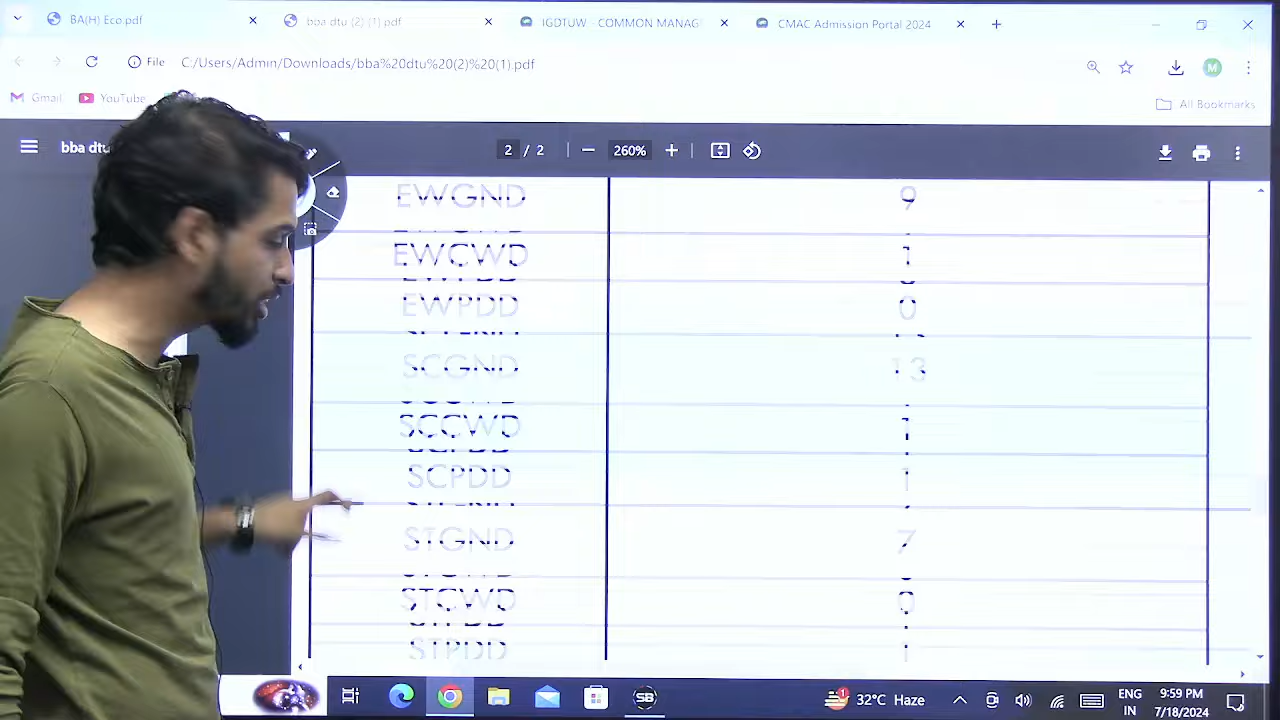 BA(H) Eco.pdf
bba dtu (2) (1).pdf
IGDTUW - COMMON MANAG
CMAC Admission Portal 2024
File C:/Users/Admin/Downloads/bba%20dtu%20(2)%20(1).pdf
M
Gmail YouTube
All Bookmarks
bba dtu
2 / 2 260%
EWGND 9
EWCWD 1
EWPDD 0
SCGND 13
SCCWD 1
SCPDD 1
STGND 7
STCWD 0
STPDD 1
SB
1 32°C Haze
ENG
IN
9:59 PM
7/18/2024